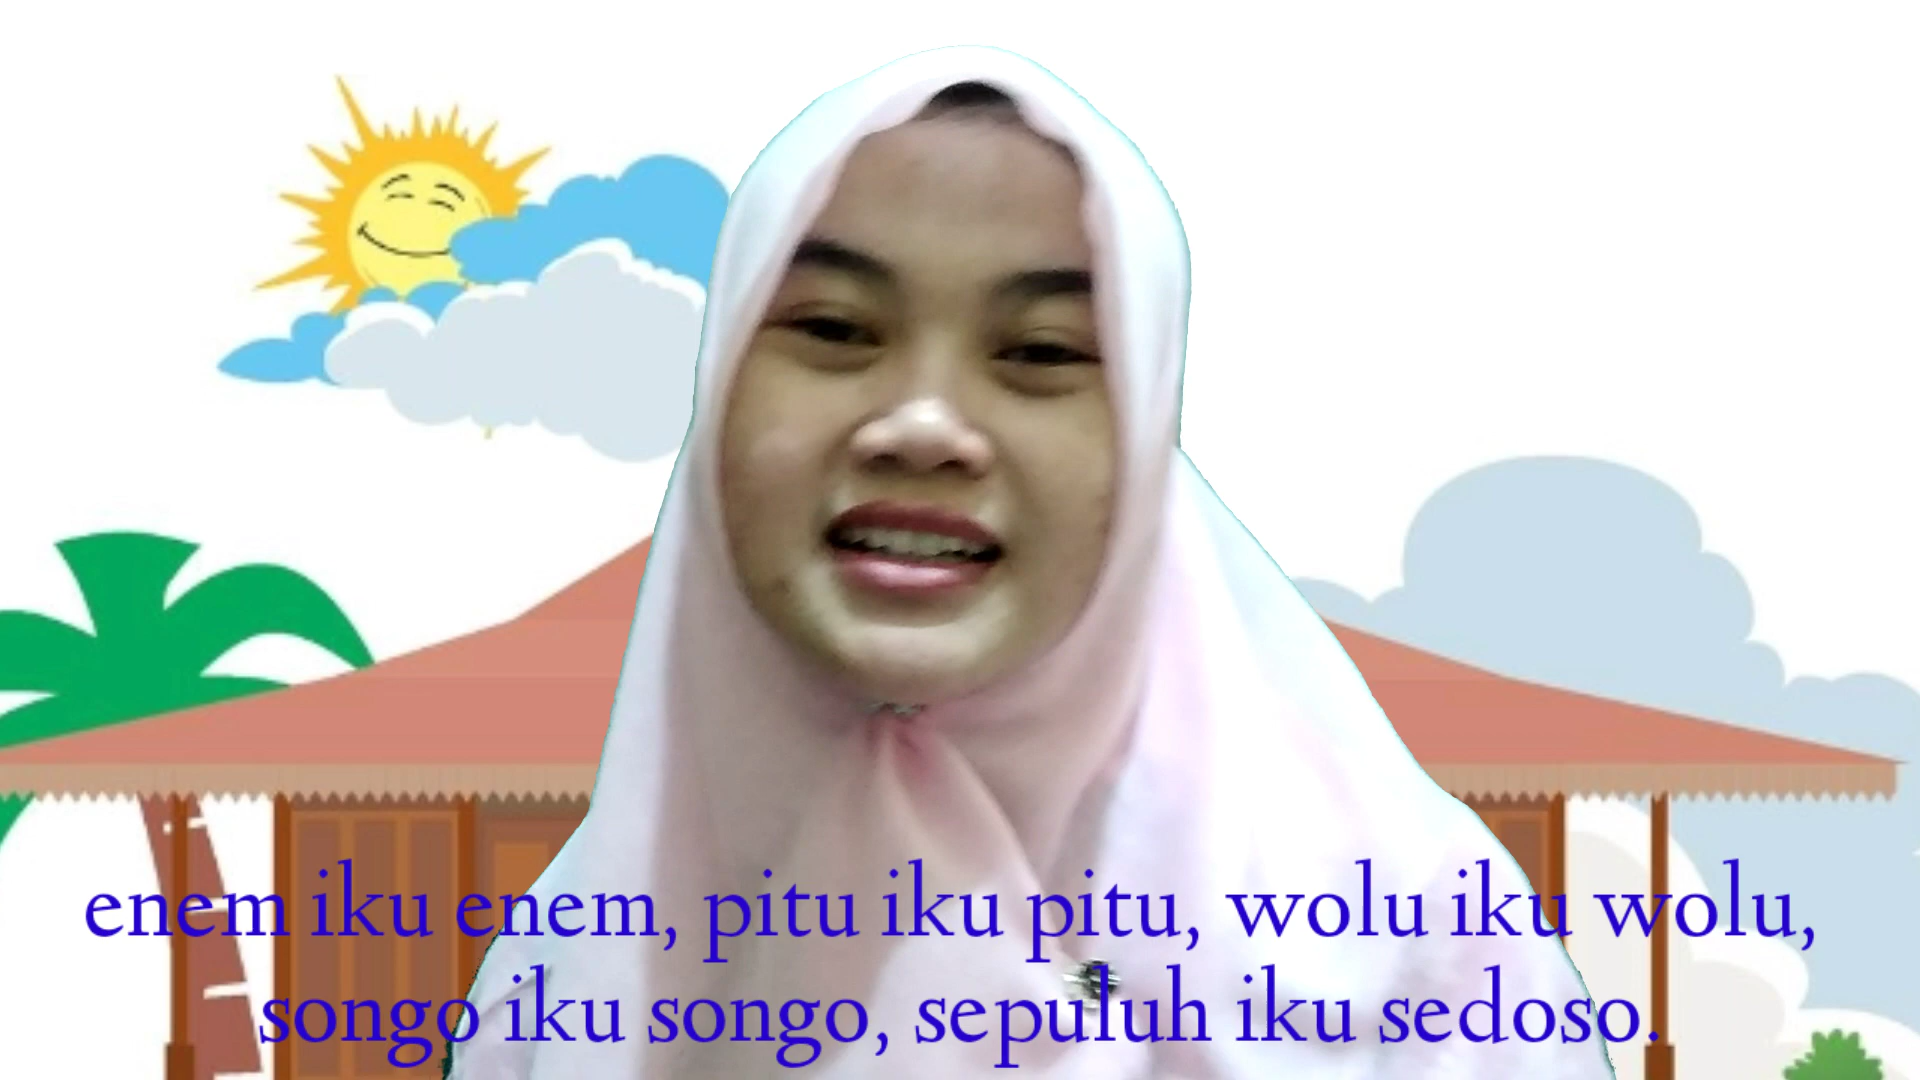 enem iku enem, pitu iku pitu, wolu iku wolu,
songo iku songo, sepuluh iku sedoso.